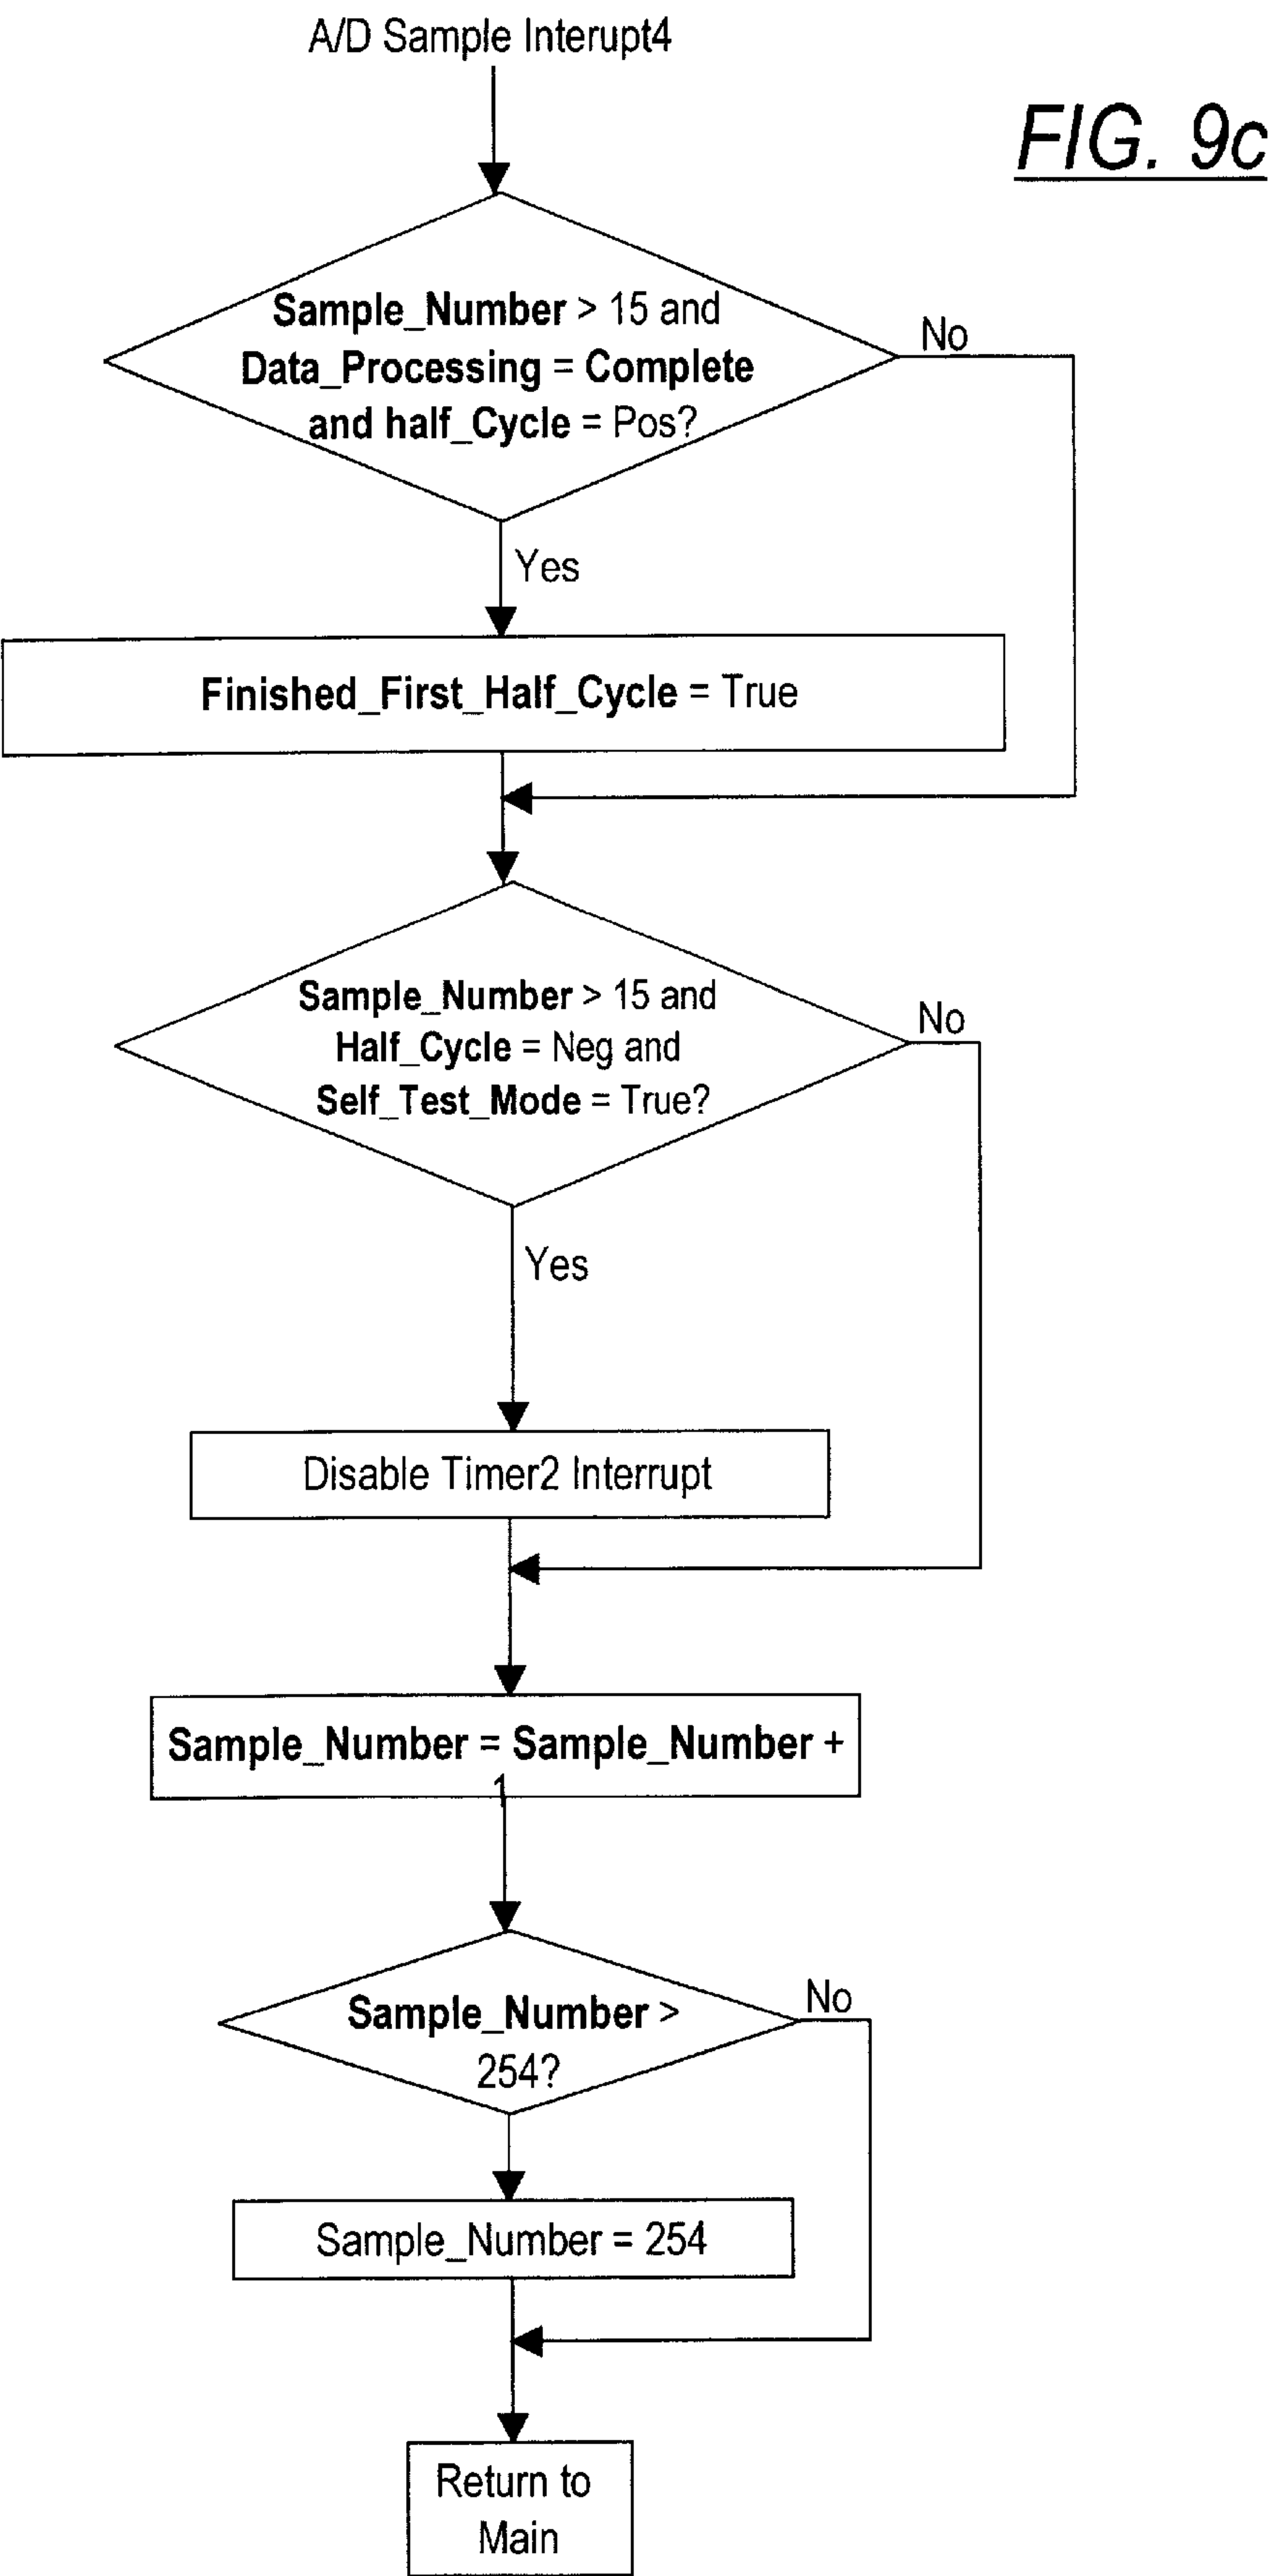 A/D Sample Interupt4
FIG. 9c
Sample_Number > 15 and
Data_Processing = Complete
and half_Cycle = Pos?
No
Yes
Finished_First_Half_Cycle = True
Sample_Number > 15 and
Half_Cycle = Neg and
Self_Test_Mode = True?
No
Yes
Disable Timer2 Interrupt
Sample_Number = Sample_Number +
1
Sample_Number >
254?
No
Sample_Number = 254
Return to
Main